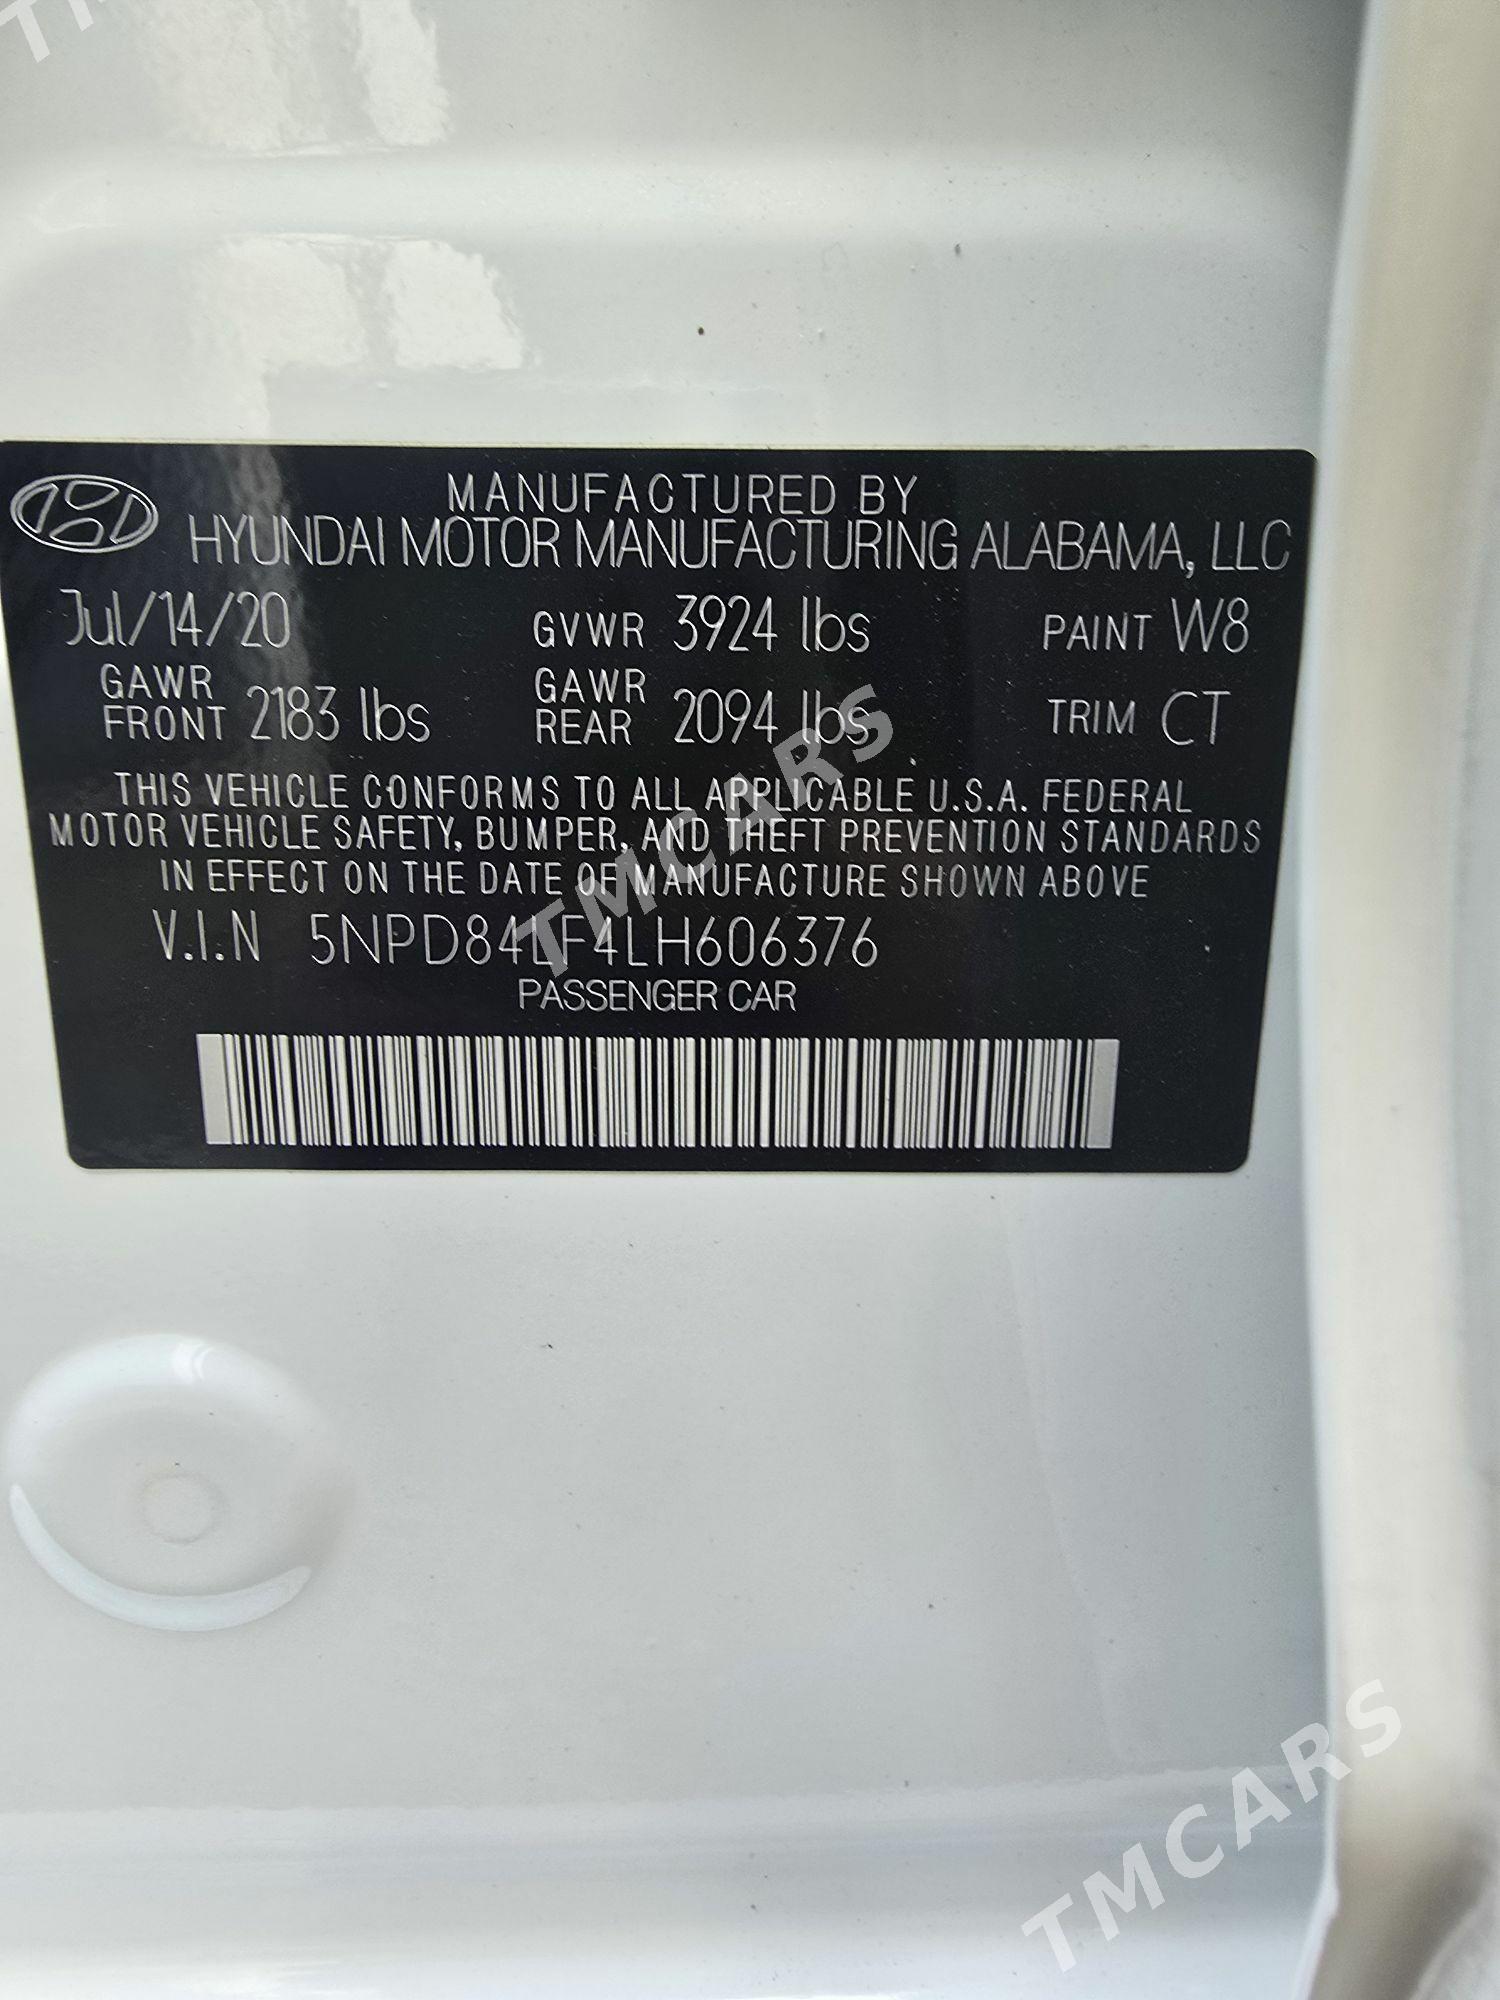 MANUFACTURED BY
HYUNDAI MOTOR MANUFACTURING ALABAMA, LLC
Jul/14/20 GVWR 3924 lbs PAINT W8
GAWR FRONT 2183 lbs GAWR REAR 2094 lbs TRIM CT
THIS VEHICLE CONFORMS TO ALL APPLICABLE U.S.A. FEDERAL
MOTOR VEHICLE SAFETY, BUMPER, AND THEFT PREVENTION STANDARDS
IN EFFECT ON THE DATE OF MANUFACTURE SHOWN ABOVE
V.I.N 5NPD84LF4LH606376
PASSENGER CAR
TMCARS
TMCARS